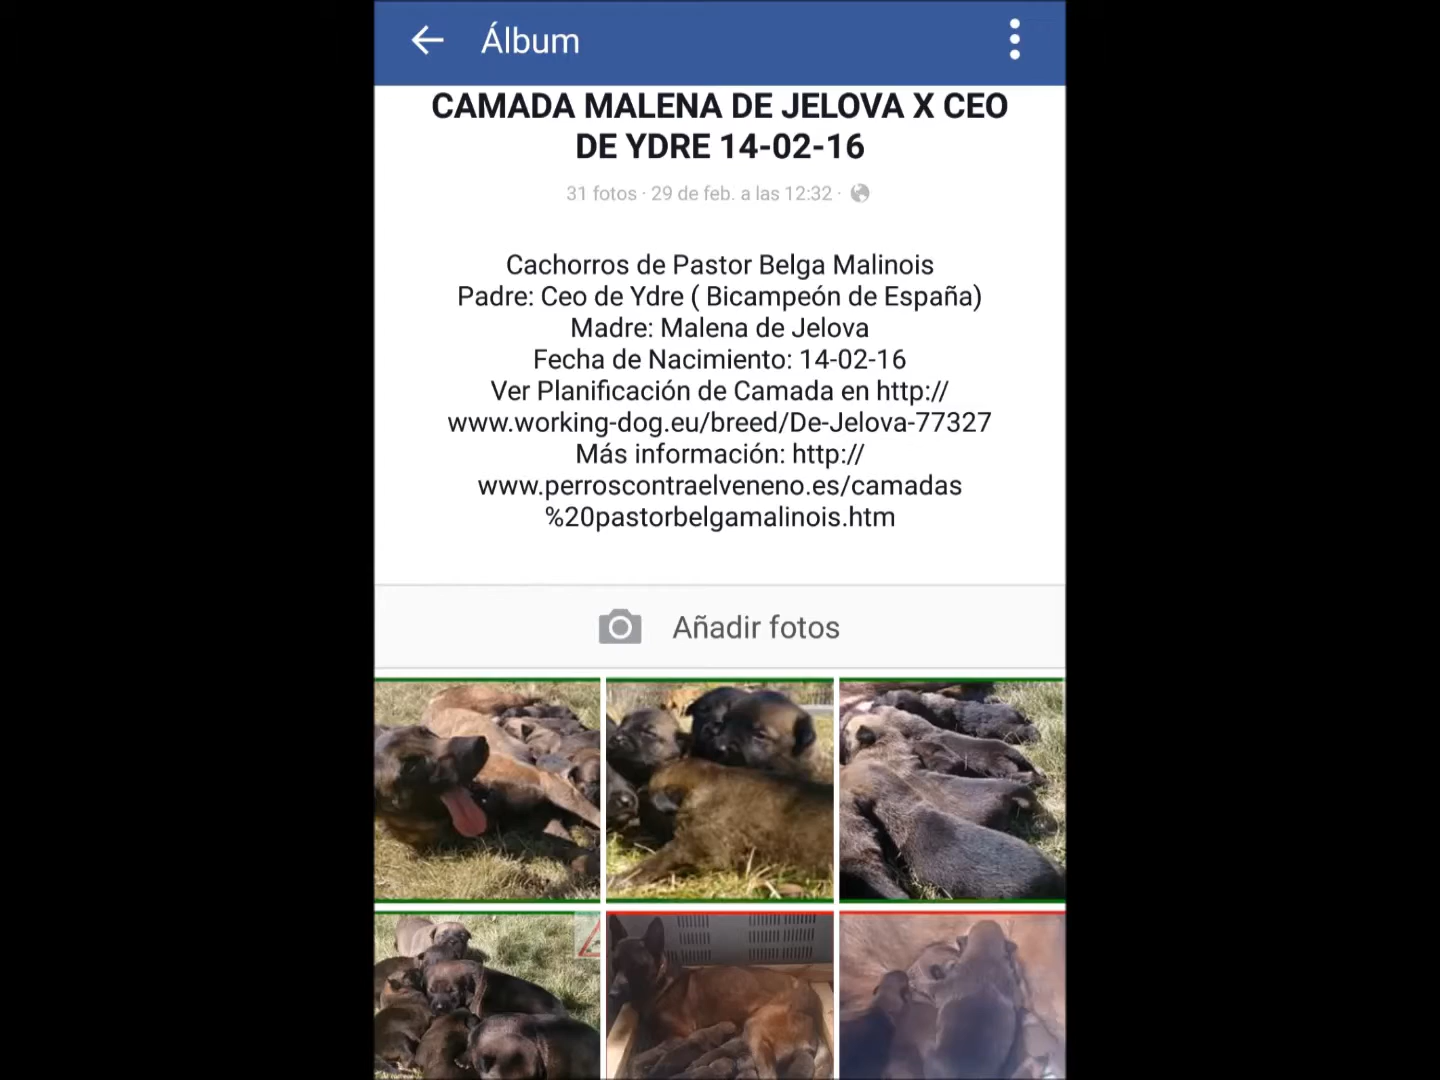 Álbum
CAMADA MALENA DE JELOVA X CEO
DE YDRE 14-02-16
31 fotos · 29 de feb. a las 12:32 ·
Cachorros de Pastor Belga Malinois
Padre: Ceo de Ydre ( Bicampeón de España)
Madre: Malena de Jelova
Fecha de Nacimiento: 14-02-16
Ver Planificación de Camada en http://
www.working-dog.eu/breed/De-Jelova-77327
Más información: http://
www.perroscontraelveneno.es/camadas
%20pastorbelgamalinois.htm
Añadir fotos